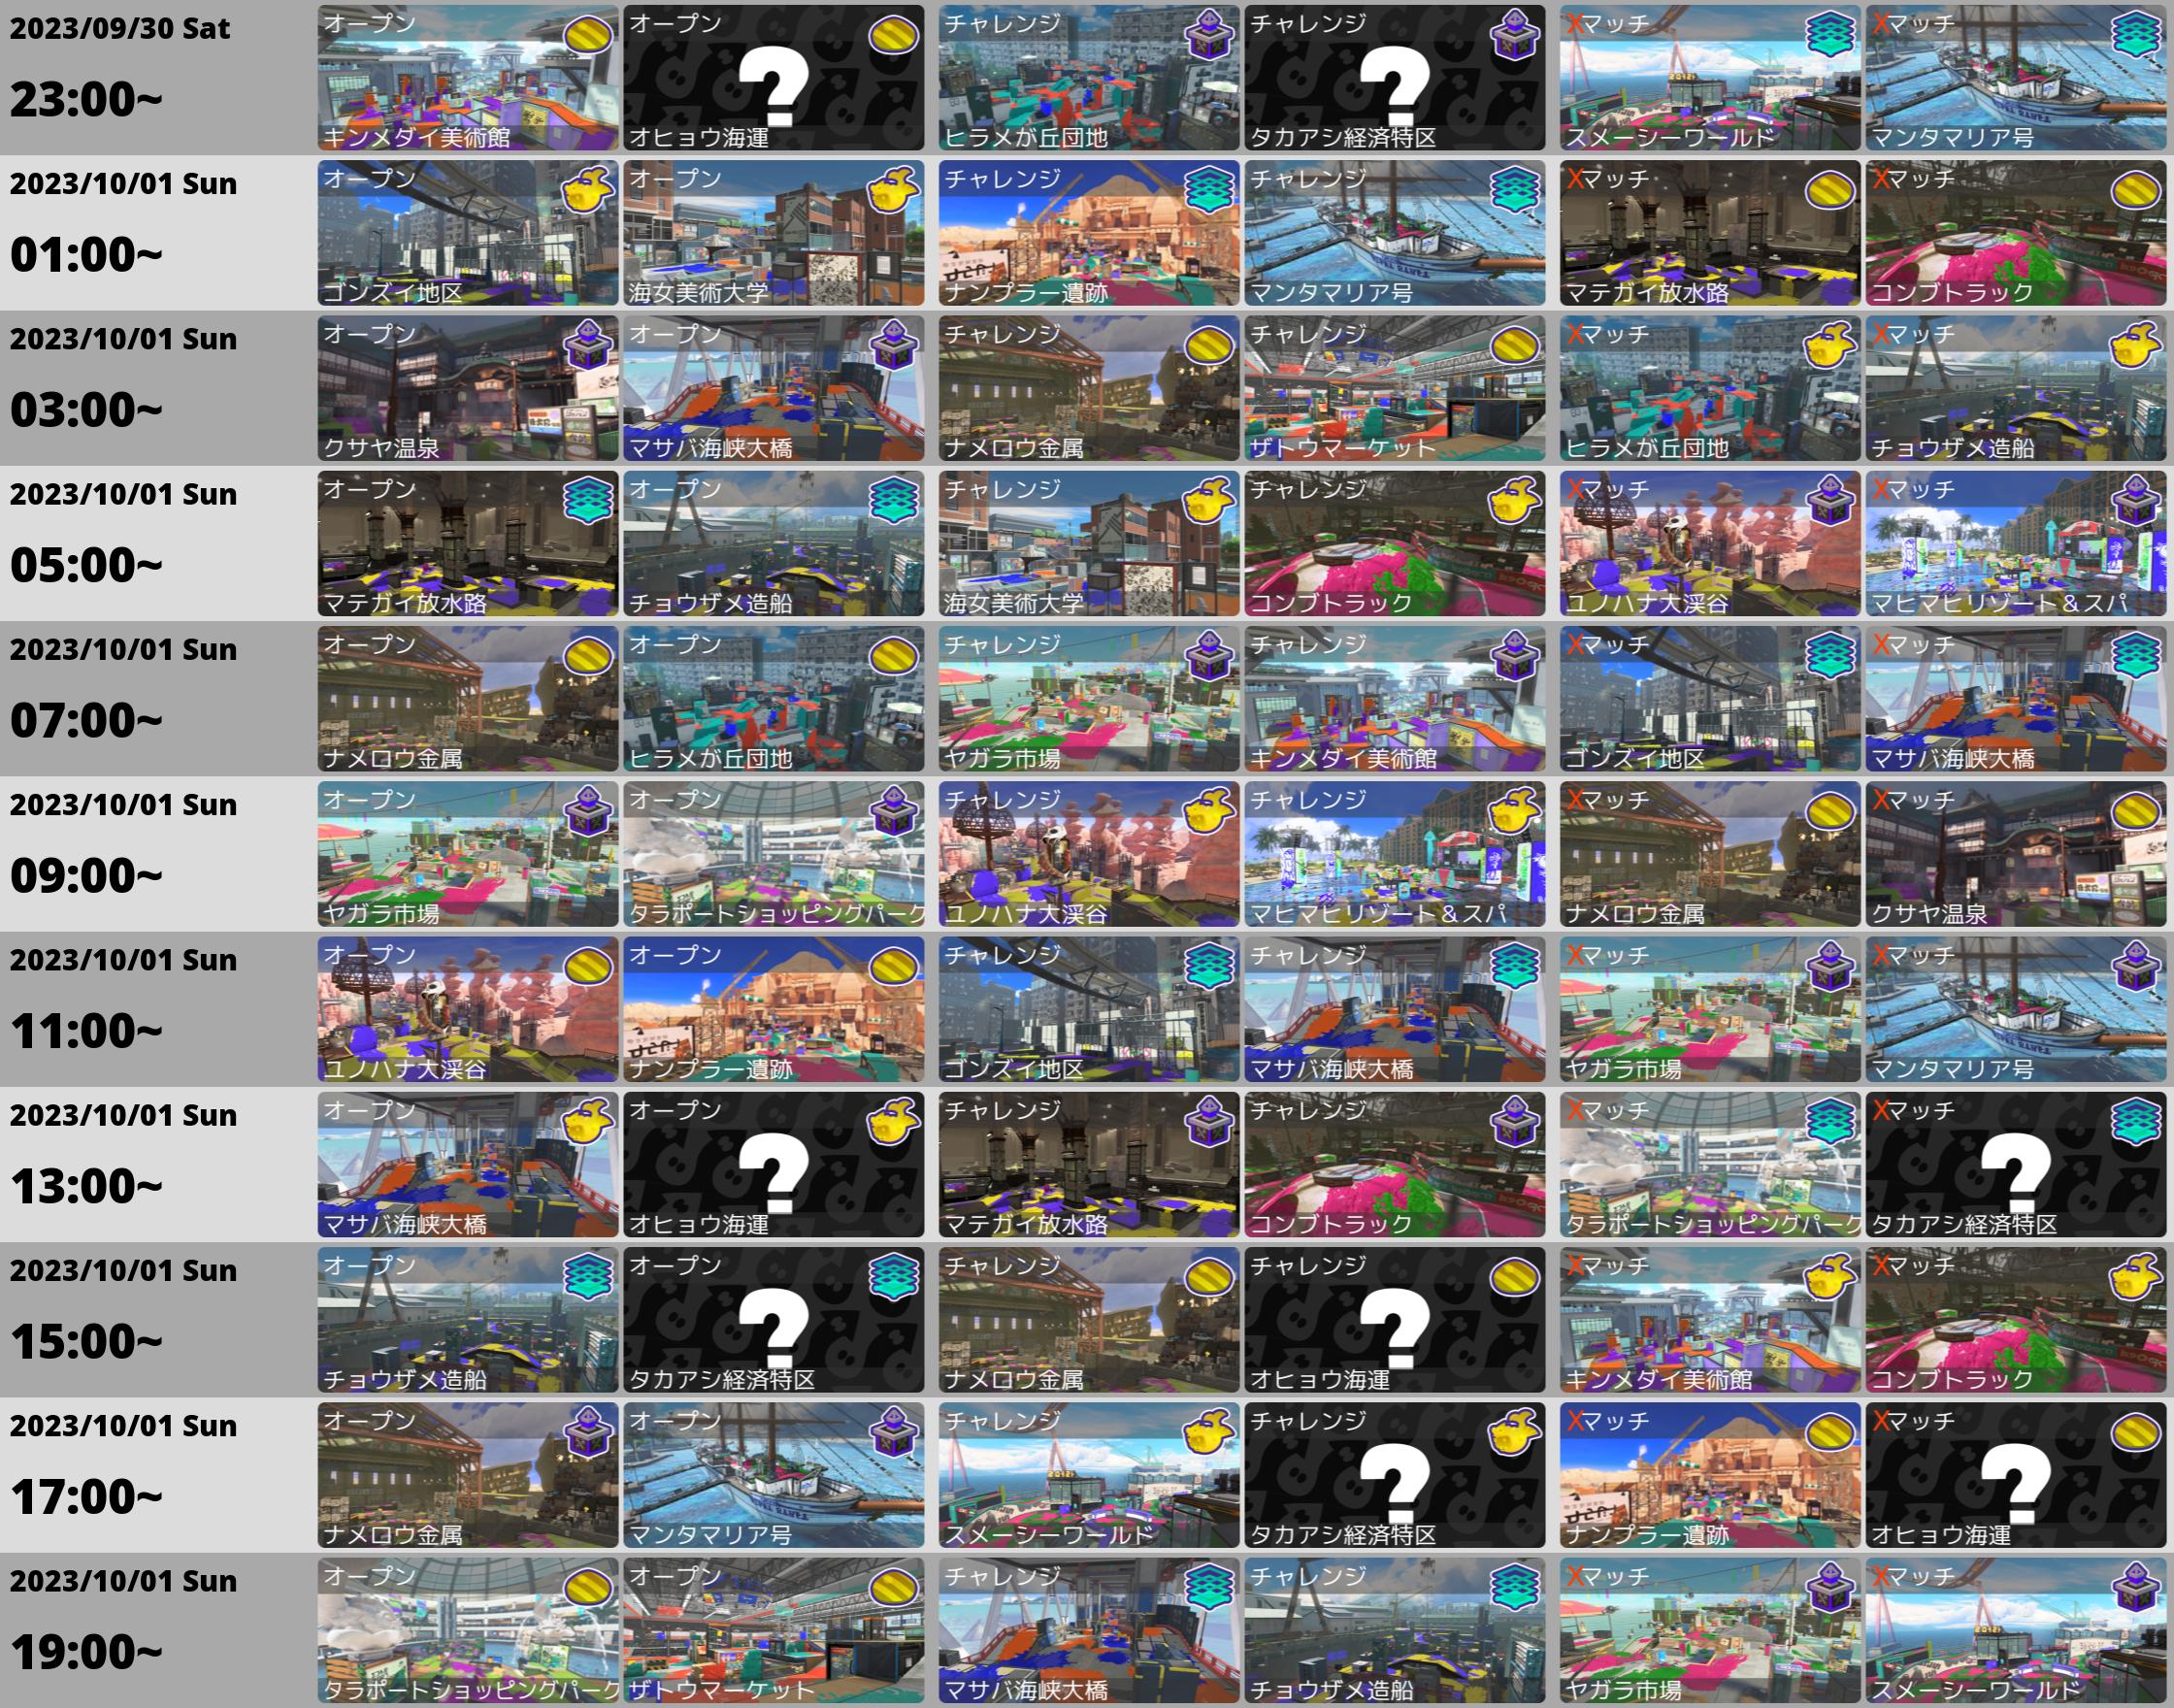 2023/09/30 Sat
23:00~
オープン
キンメダイ美術館
オープン
オヒョウ海運
チャレンジ
ヒラメが丘団地
チャレンジ
タカアシ経済特区
Xマッチ
スメーシーワールド
Xマッチ
マンタマリア号
2023/10/01 Sun
01:00~
オープン
ゴンズイ地区
オープン
海女美術大学
チャレンジ
ナンプラー遺跡
チャレンジ
マンタマリア号
Xマッチ
マテガイ放水路
Xマッチ
コンブトラック
2023/10/01 Sun
03:00~
オープン
クサヤ温泉
オープン
マサバ海峡大橋
チャレンジ
ナメロウ金属
チャレンジ
ザトウマーケット
Xマッチ
ヒラメが丘団地
Xマッチ
チョウザメ造船
2023/10/01 Sun
05:00~
オープン
マテガイ放水路
オープン
チョウザメ造船
チャレンジ
海女美術大学
チャレンジ
コンブトラック
Xマッチ
ユノハナ大渓谷
Xマッチ
マヒマヒリゾート&スパ
2023/10/01 Sun
07:00~
オープン
ナメロウ金属
オープン
ヒラメが丘団地
チャレンジ
ヤガラ市場
チャレンジ
キンメダイ美術館
Xマッチ
ゴンズイ地区
Xマッチ
マサバ海峡大橋
2023/10/01 Sun
09:00~
オープン
ヤガラ市場
オープン
タラポートショッピングパーク
チャレンジ
ユノハナ大渓谷
チャレンジ
マヒマヒリゾート&スパ
Xマッチ
ナメロウ金属
Xマッチ
クサヤ温泉
2023/10/01 Sun
11:00~
オープン
ユノハナ大渓谷
オープン
ナンプラー遺跡
チャレンジ
ゴンズイ地区
チャレンジ
マサバ海峡大橋
Xマッチ
ヤガラ市場
Xマッチ
マンタマリア号
2023/10/01 Sun
13:00~
オープン
マサバ海峡大橋
オープン
オヒョウ海運
チャレンジ
マテガイ放水路
チャレンジ
コンブトラック
Xマッチ
タラポートショッピングパーク
Xマッチ
タカアシ経済特区
2023/10/01 Sun
15:00~
オープン
チョウザメ造船
オープン
タカアシ経済特区
チャレンジ
ナメロウ金属
チャレンジ
オヒョウ海運
Xマッチ
キンメダイ美術館
Xマッチ
コンブトラック
2023/10/01 Sun
17:00~
オープン
ナメロウ金属
オープン
マンタマリア号
チャレンジ
スメーシーワールド
チャレンジ
タカアシ経済特区
Xマッチ
ナンプラー遺跡
Xマッチ
オヒョウ海運
2023/10/01 Sun
19:00~
オープン
タラポートショッピングパーク
オープン
ザトウマーケット
チャレンジ
マサバ海峡大橋
チャレンジ
チョウザメ造船
Xマッチ
ヤガラ市場
Xマッチ
スメーシーワールド